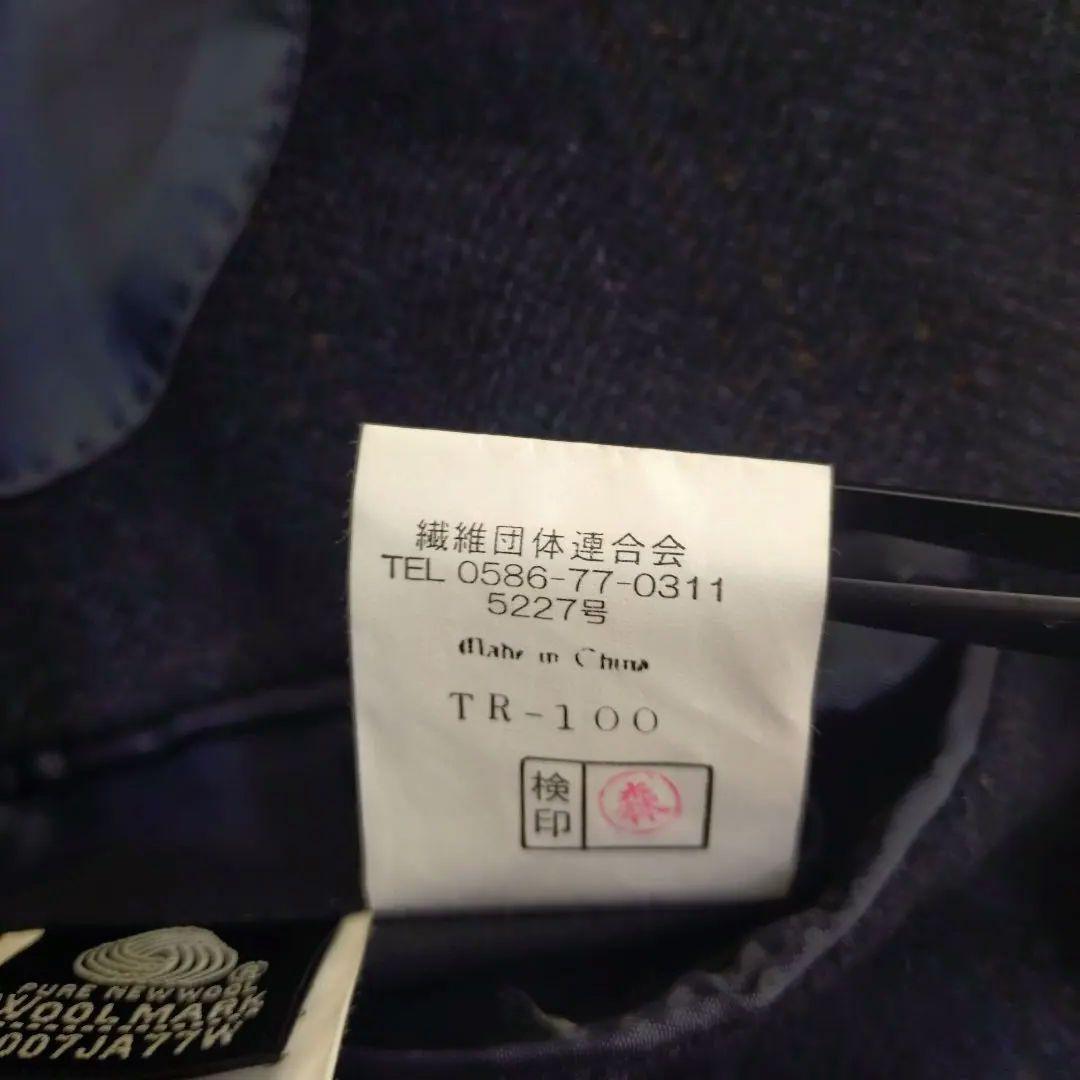 繊維団体連合会
TEL 0586-77-0311
5227号
Made in China
TR-100
検印
森
PURE NEW WOOL
WOOLMARK
007JA77W